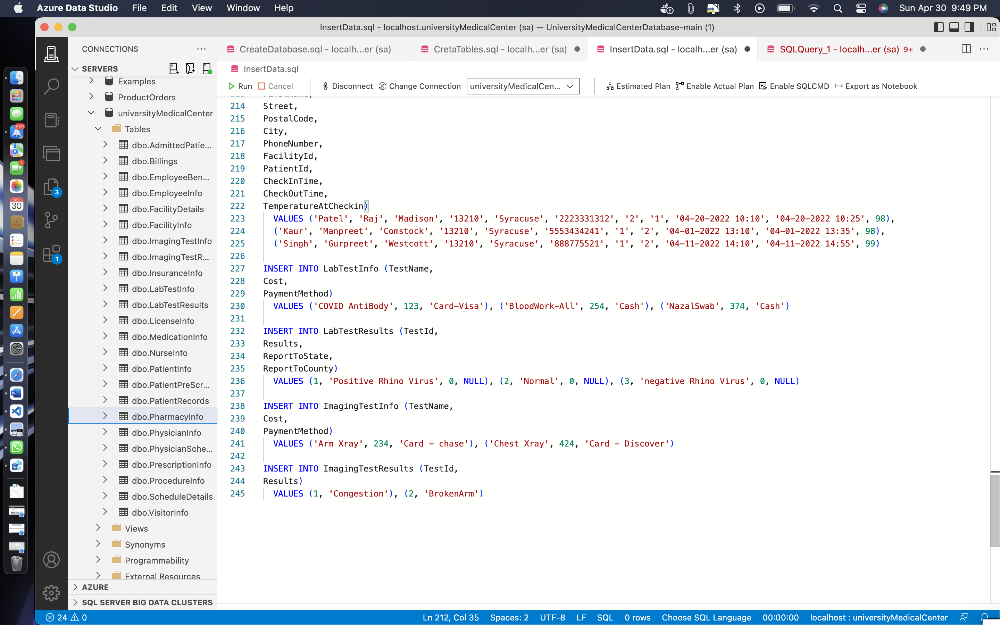 Azure Data Studio File Edit View Window Help Sun Apr 30 9:49 PM
InsertData.sql - localhost.universityMedicalCenter (sa) — UniversityMedicalCenterDatabase-main (1)
CONNECTIONS
CreateDatabase.sql - localh...er (sa) CretaTables.sql - localh...er (sa) InsertData.sql - localh...er (sa) SQLQuery_1 - localh...er (sa) 9+
SERVERS
InsertData.sql
Run Cancel Disconnect Change Connection universityMedicalCen... Estimated Plan Enable Actual Plan Enable SQLCMD Export as Notebook
Examples
ProductOrders
universityMedicalCenter
Tables
dbo.AdmittedPatie...
dbo.Billings
dbo.EmployeeBen...
dbo.EmployeeInfo
dbo.FacilityDetails
dbo.FacilityInfo
dbo.ImagingTestInfo
dbo.ImagingTestR...
dbo.InsuranceInfo
dbo.LabTestInfo
dbo.LabTestResults
dbo.LicenseInfo
dbo.MedicationInfo
dbo.NurseInfo
dbo.PatientInfo
dbo.PatientPreScr...
dbo.PatientRecords
dbo.PharmacyInfo
dbo.PhysicianInfo
dbo.PhysicianSche...
dbo.PrescriptionInfo
dbo.ProcedureInfo
dbo.ScheduleDetails
dbo.VisitorInfo
Views
Synonyms
Programmability
External Resources
AZURE
SQL SERVER BIG DATA CLUSTERS
214 Street,
215 PostalCode,
216 City,
217 PhoneNumber,
218 FacilityId,
219 PatientId,
220 CheckInTime,
221 CheckOutTime,
222 TemperatureAtCheckin)
223 VALUES ('Patel', 'Raj', 'Madison', '13210', 'Syracuse', '2223331312', '2', '1', '04-20-2022 10:10', '04-20-2022 10:25', 98),
224 ('Kaur', 'Manpreet', 'Comstock', '13210', 'Syracuse', '5553434241', '1', '2', '04-01-2022 13:10', '04-01-2022 13:35', 98),
225 ('Singh', 'Gurpreet', 'Westcott', '13210', 'Syracuse', '888775521', '1', '2', '04-11-2022 14:10', '04-11-2022 14:55', 99)
226
227 INSERT INTO LabTestInfo (TestName,
228 Cost,
229 PaymentMethod)
230 VALUES ('COVID AntiBody', 123, 'Card-Visa'), ('BloodWork-All', 254, 'Cash'), ('NazalSwab', 374, 'Cash')
231
232 INSERT INTO LabTestResults (TestId,
233 Results,
234 ReportToState,
235 ReportToCounty)
236 VALUES (1, 'Positive Rhino Virus', 0, NULL), (2, 'Normal', 0, NULL), (3, 'negative Rhino Virus', 0, NULL)
237
238 INSERT INTO ImagingTestInfo (TestName,
239 Cost,
240 PaymentMethod)
241 VALUES ('Arm Xray', 234, 'Card - chase'), ('Chest Xray', 424, 'Card - Discover')
242
243 INSERT INTO ImagingTestResults (TestId,
244 Results)
245 VALUES (1, 'Congestion'), (2, 'BrokenArm')
3
1
21227
1
APR
30
24 0 Ln 212, Col 35 Spaces: 2 UTF-8 LF SQL 0 rows Choose SQL Language 00:00:00 localhost : universityMedicalCenter